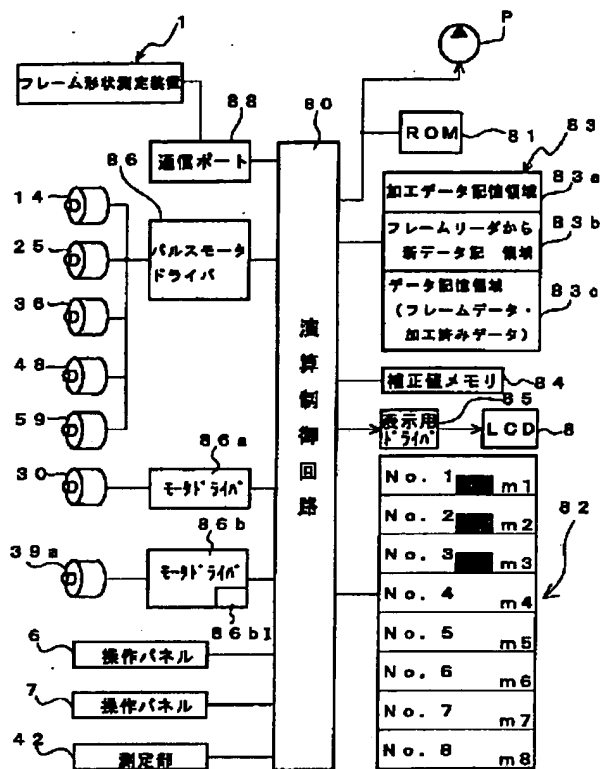 1
フレーム形状測定装置
88
通信ポート
80
86
14
25
36
48
59
パルスモータ
ドライバ
30
86a
モータドライバ
39a
86b
モータドライバ
86bI
6
操作パネル
7
操作パネル
42
測定部
演算制御回路
P
ROM
81
83
加工データ記憶領域
83a
フレームリーダから
新データ記 領域
83b
データ記憶領域
(フレームデータ・
加工済みデータ)
83c
補正値メモリ
84
85
表示用
ドライバ
LCD
8
No. 1
m1
No. 2
m2
No. 3
m3
No. 4
m4
No. 5
m5
No. 6
m6
No. 7
m7
No. 8
m8
82